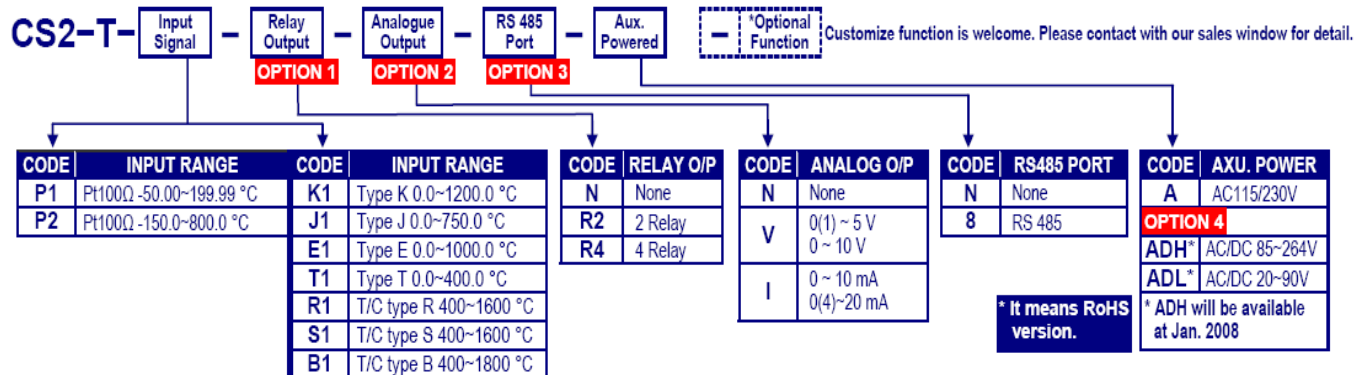 CS2-T- Input Signal – Relay Output – Analogue Output – RS 485 Port – Aux. Powered – *Optional Function Customize function is welcome. Please contact with our sales window for detail.
OPTION 1 OPTION 2 OPTION 3
CODE INPUT RANGE
P1 Pt100Ω -50.00~199.99 °C
P2 Pt100Ω -150.0~800.0 °C
CODE INPUT RANGE
K1 Type K 0.0~1200.0 °C
J1 Type J 0.0~750.0 °C
E1 Type E 0.0~1000.0 °C
T1 Type T 0.0~400.0 °C
R1 T/C type R 400~1600 °C
S1 T/C type S 400~1600 °C
B1 T/C type B 400~1800 °C
CODE RELAY O/P
N None
R2 2 Relay
R4 4 Relay
CODE ANALOG O/P
N None
V 0(1) ~ 5 V
0 ~ 10 V
I 0 ~ 10 mA
0(4)~20 mA
CODE RS485 PORT
N None
8 RS 485
* It means RoHS
version.
CODE AXU. POWER
A AC115/230V
OPTION 4
ADH* AC/DC 85~264V
ADL* AC/DC 20~90V
* ADH will be available
at Jan. 2008